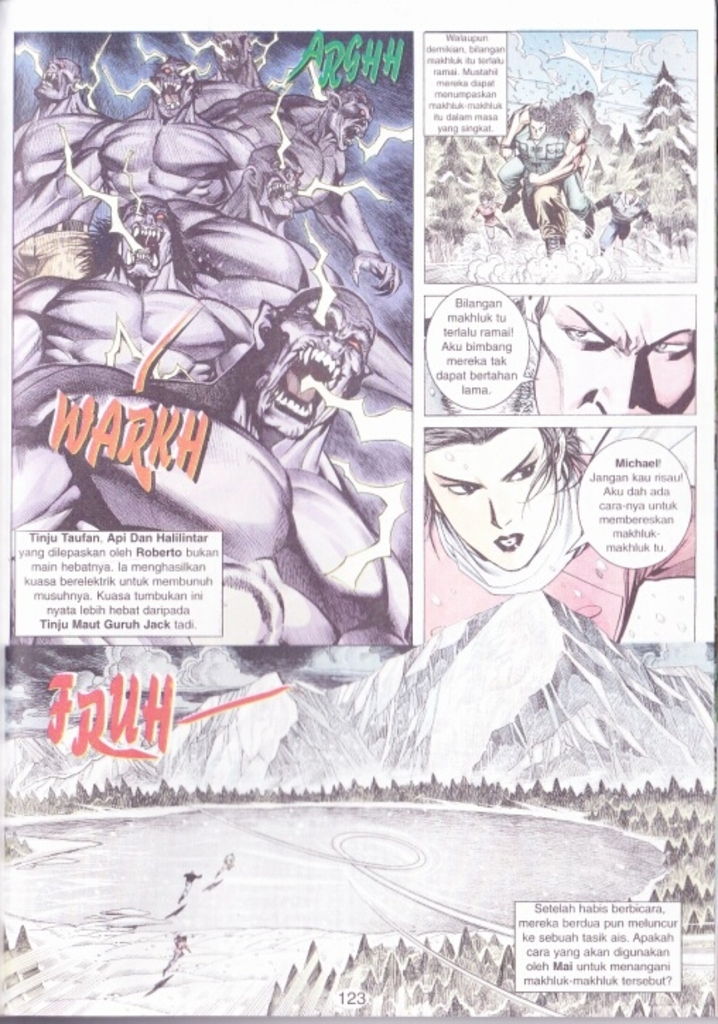 ARGHH
WARKH
Tinju Taufan, Api Dan Halilintar
yang dilepaskan oleh Roberto bukan
main hebatnya. Ia menghasilkan
kuasa berelektrik untuk membunuh
musuhnya. Kuasa tumbukan ini
nyata lebih hebat daripada
Tinju Maut Guruh Jack tadi.
Walaupun
demikian, bilangan
makhluk itu terlalu
ramai. Mustahil
mereka dapat
menumpaskan
makhluk-makhluk
itu dalam masa
yang singkat.
Bilangan
makhluk tu
terlalu ramai!
Aku bimbang
mereka tak
dapat bertahan
lama.
Michael!
Jangan kau risau!
Aku dah ada
cara-nya untuk
membereskan
makhluk-
makhluk tu.
FRUH
Setelah habis berbicara,
mereka berdua pun meluncur
ke sebuah tasik ais. Apakah
cara yang akan digunakan
oleh Mai untuk menangani
makhluk-makhluk tersebut?
123